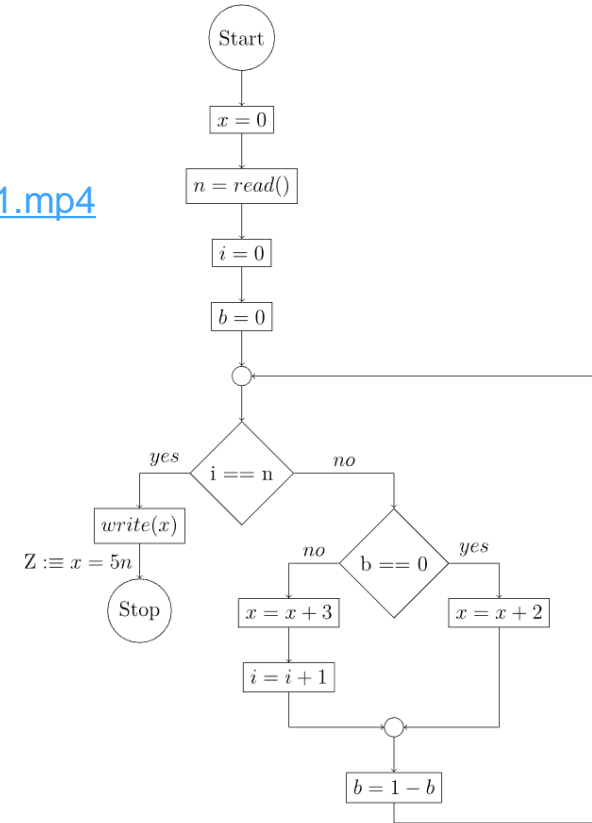 Start
x = 0
n = read()
1.mp4
i = 0
b = 0
yes
i == n
no
write(x)
no
b == 0
yes
Z :≡ x = 5n
Stop
x = x + 3
x = x + 2
i = i + 1
b = 1 − b